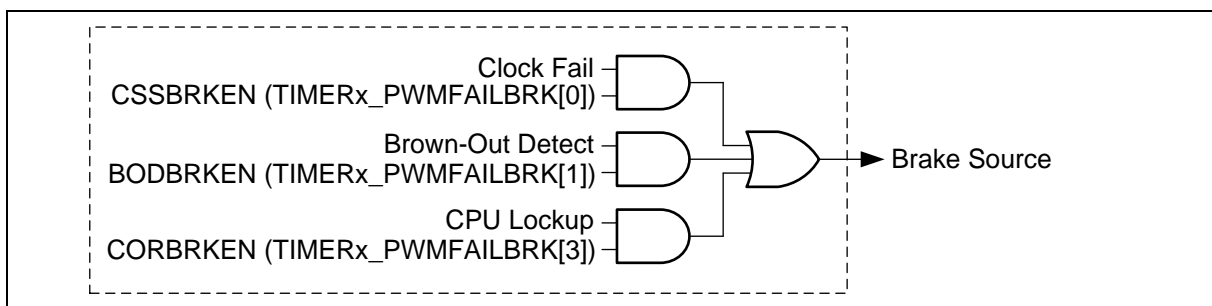 Clock Fail
CSSBRKEN (TIMERx_PWMFAILBRK[0])
Brown-Out Detect
BODBRKEN (TIMERx_PWMFAILBRK[1])
Brake Source
CPU Lockup
CORBRKEN (TIMERx_PWMFAILBRK[3])